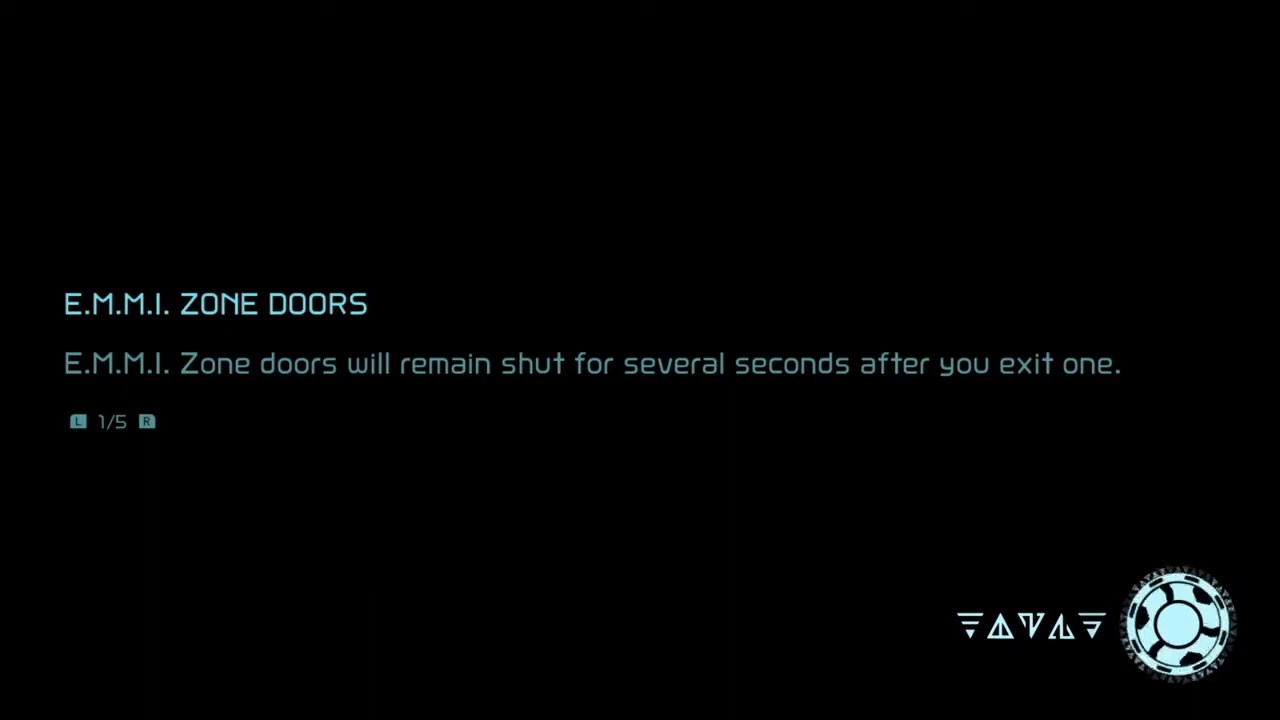 E.M.M.I. ZONE DOORS
E.M.M.I. Zone doors will remain shut for several seconds after you exit one.
L 1/5 R